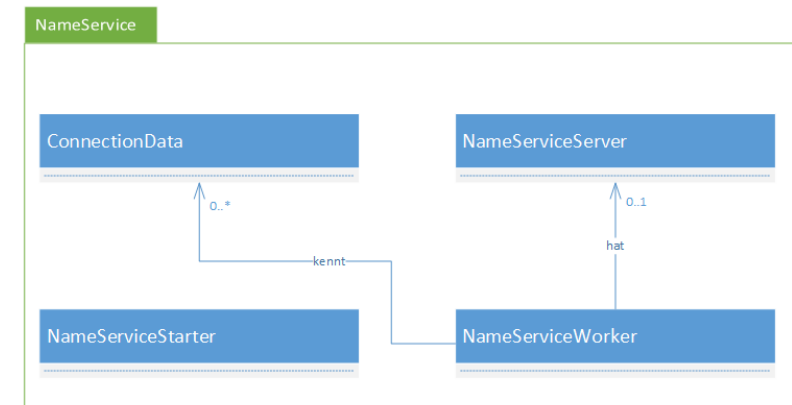 NameService
ConnectionData
NameServiceServer
0..*
0..1
hat
kennt
NameServiceStarter
NameServiceWorker